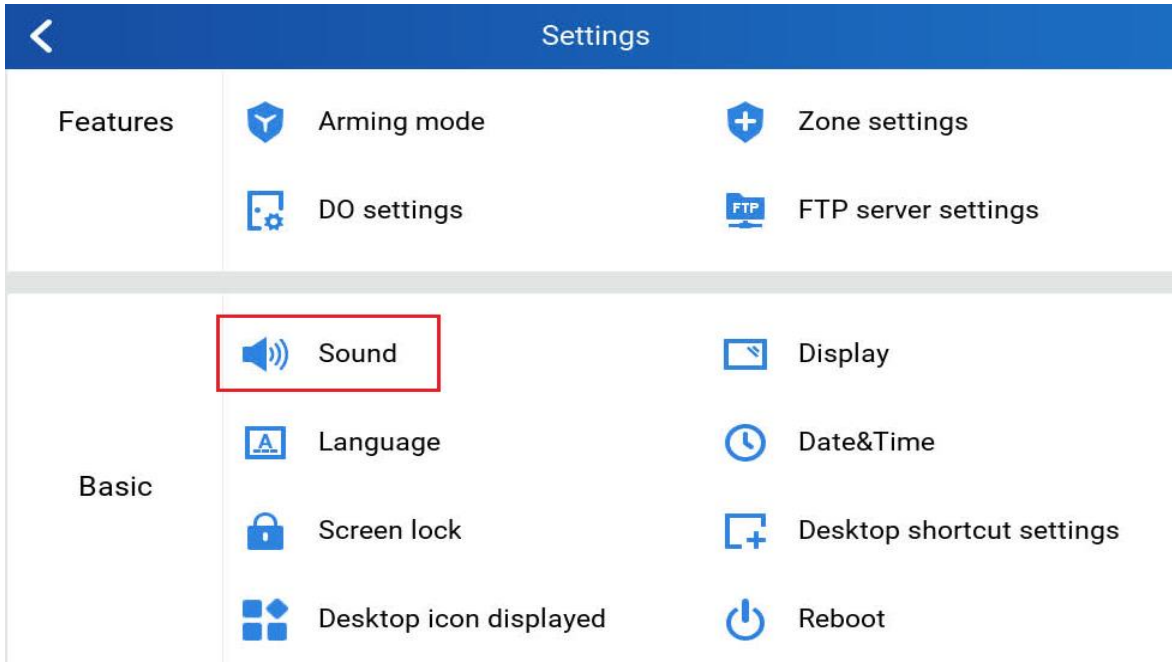 Settings
Features
Arming mode
Zone settings
DO settings
FTP
FTP server settings
Basic
Sound
Display
A
Language
Date&Time
Screen lock
Desktop shortcut settings
Desktop icon displayed
Reboot